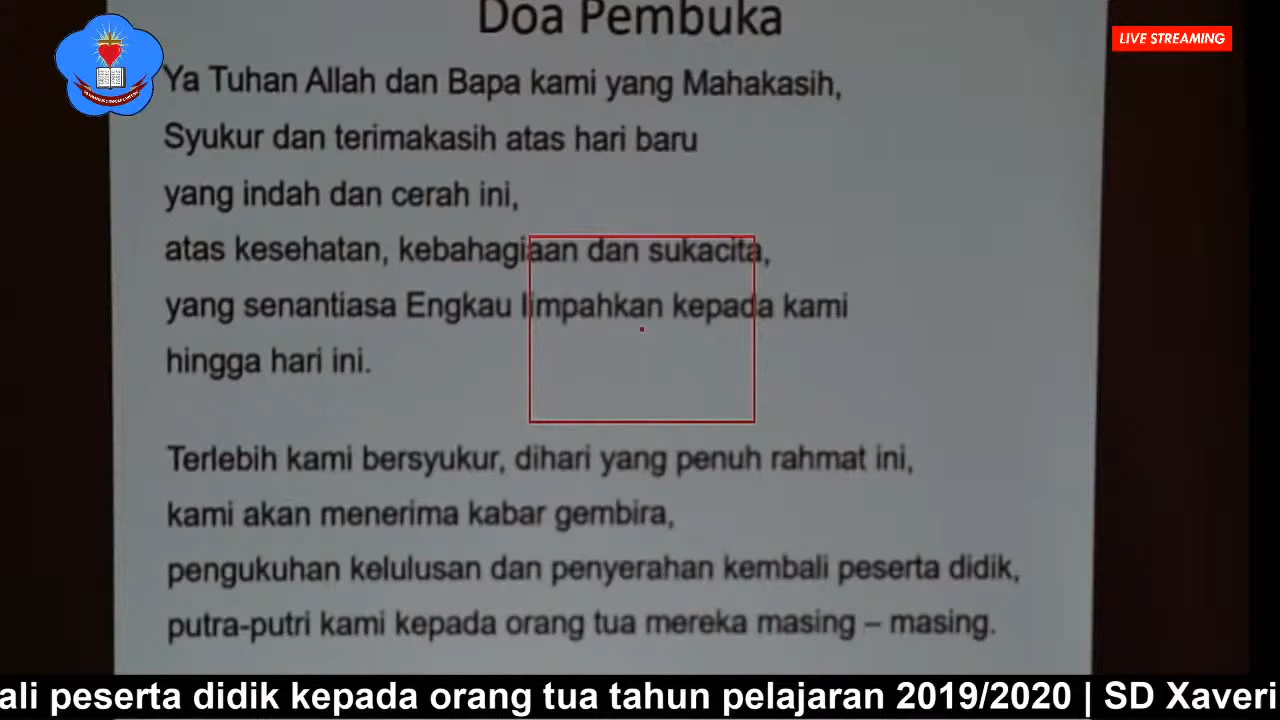 Doa Pembuka
LIVE STREAMING
Ya Tuhan Allah dan Bapa kami yang Mahakasih,
Syukur dan terimakasih atas hari baru
yang indah dan cerah ini,
atas kesehatan, kebahagiaan dan sukacita,
yang senantiasa Engkau limpahkan kepada kami
hingga hari ini.
Terlebih kami bersyukur, dihari yang penuh rahmat ini,
kami akan menerima kabar gembira,
pengukuhan kelulusan dan penyerahan kembali peserta didik,
putra-putri kami kepada orang tua mereka masing – masing.
ali peserta didik kepada orang tua tahun pelajaran 2019/2020 | SD Xaveri